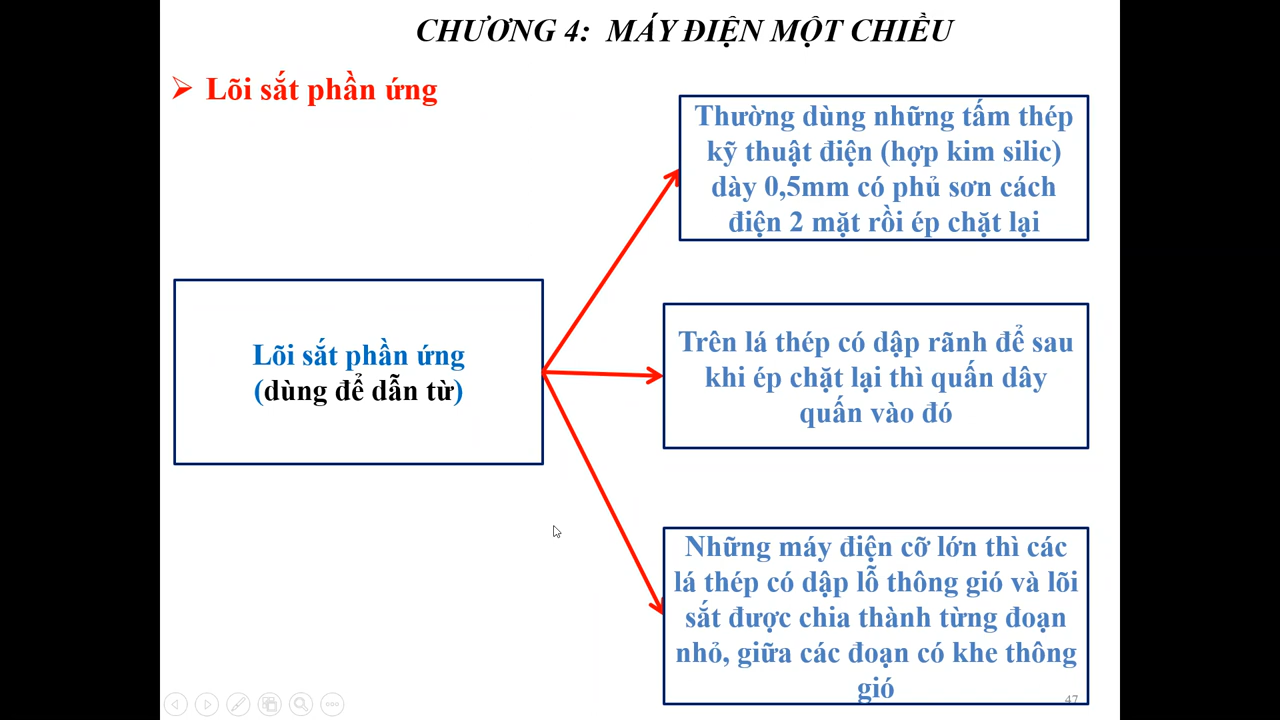 CHƯƠNG 4: MÁY ĐIỆN MỘT CHIỀU
Lõi sắt phần ứng
Thường dùng những tấm thép
kỹ thuật điện (hợp kim silic)
dày 0,5mm có phủ sơn cách
điện 2 mặt rồi ép chặt lại
Lõi sắt phần ứng
(dùng để dẫn từ)
Trên lá thép có dập rãnh để sau
khi ép chặt lại thì quấn dây
quấn vào đó
Những máy điện cỡ lớn thì các
lá thép có dập lỗ thông gió và lõi
sắt được chia thành từng đoạn
nhỏ, giữa các đoạn có khe thông
gió
47